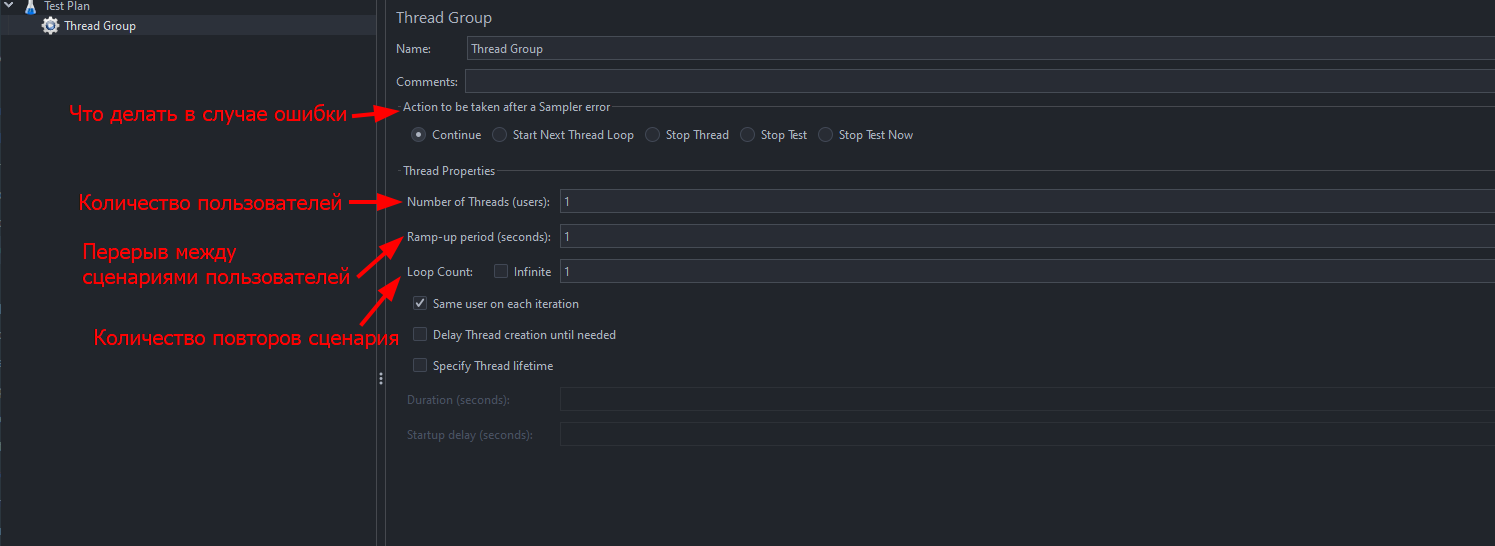 Test Plan
Thread Group
Thread Group
Name: Thread Group
Comments:
Что делать в случае ошибки
Action to be taken after a Sampler error
Continue Start Next Thread Loop Stop Thread Stop Test Stop Test Now
Thread Properties
Количество пользователей
Number of Threads (users): 1
Перерыв между
сценариями пользователей
Ramp-up period (seconds): 1
Loop Count: Infinite 1
Количество повторов сценария
Same user on each iteration
Delay Thread creation until needed
Specify Thread lifetime
Duration (seconds):
Startup delay (seconds):